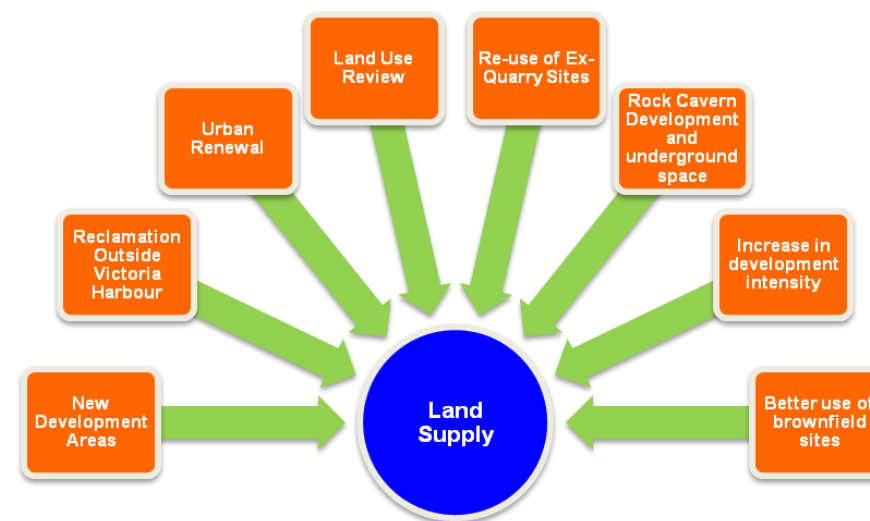 Land Use
Review
Re-use of Ex-
Quarry Sites
Urban
Renewal
Rock Cavern
Development
and
underground
space
Reclamation
Outside
Victoria
Harbour
Increase in
development
intensity
New
Development
Areas
Land
Supply
Better use of
brownfield
sites